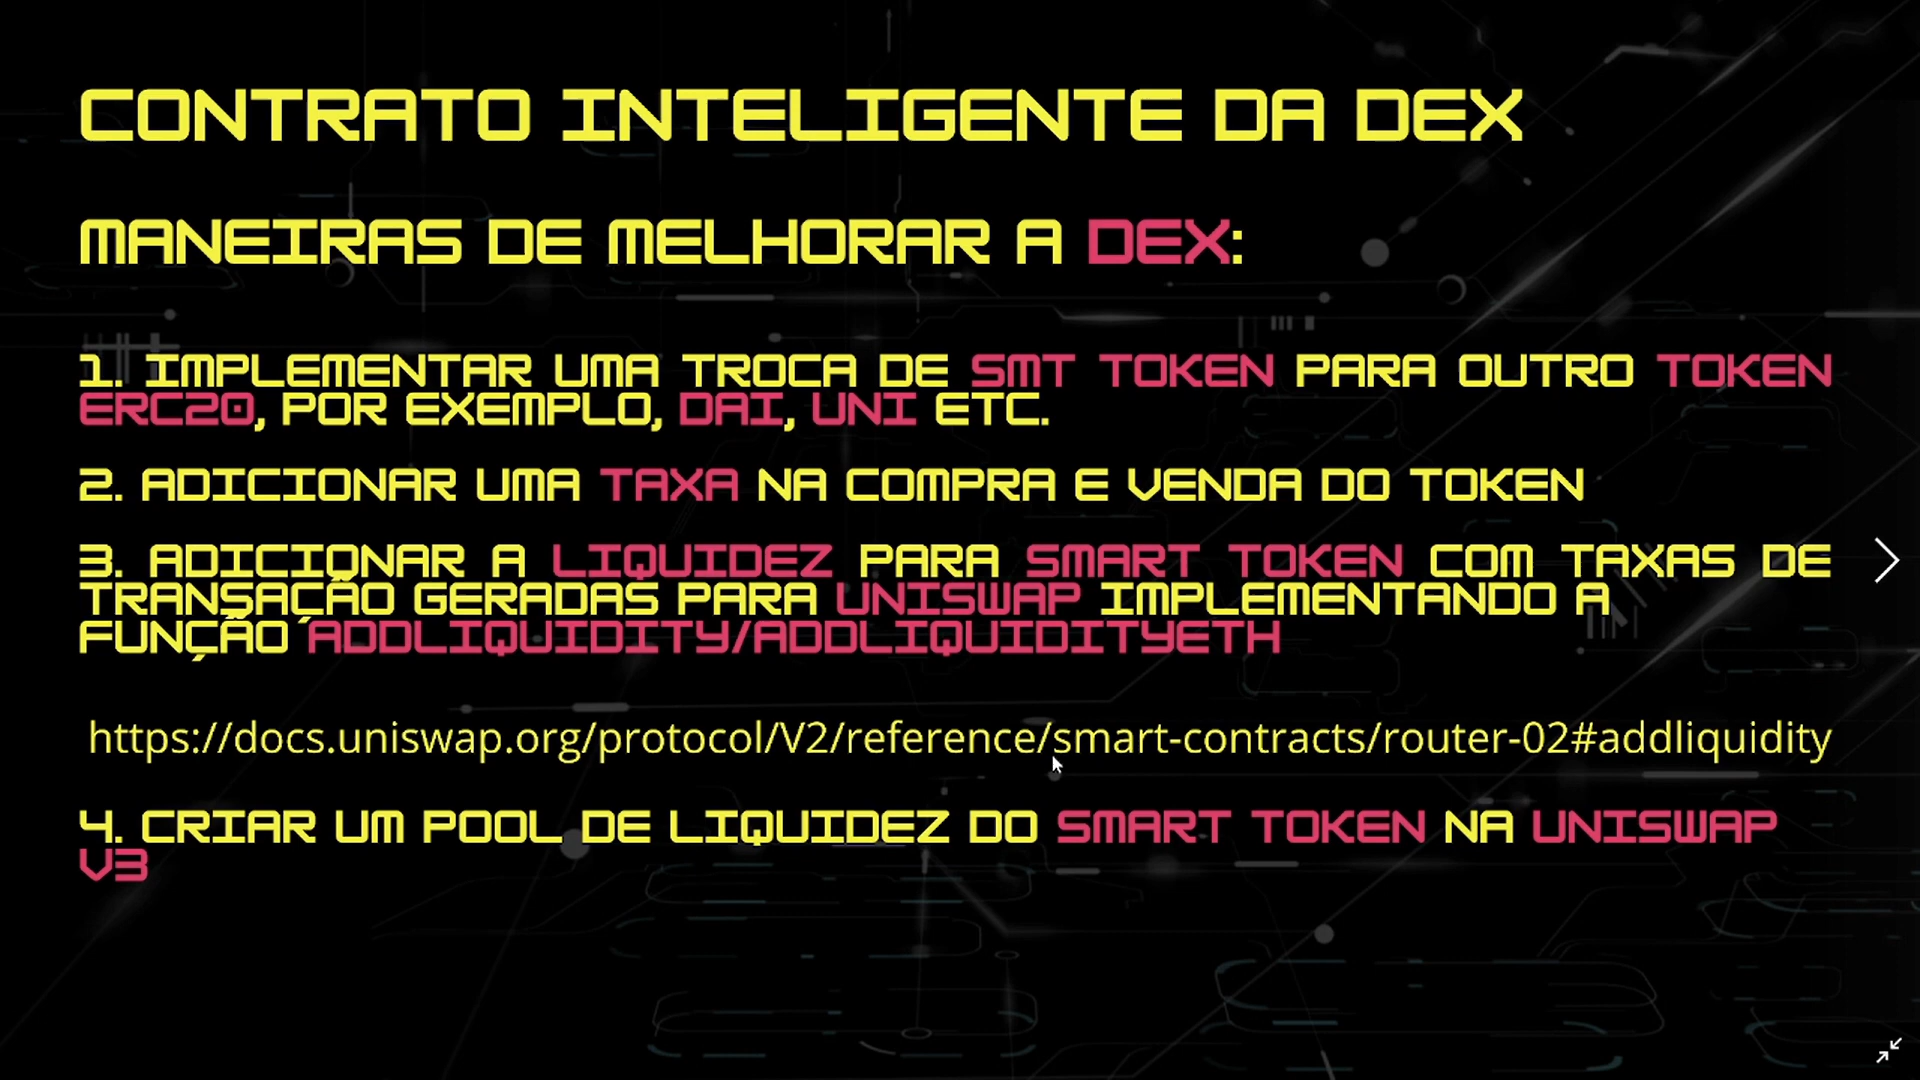 CONTRATO INTELIGENTE DA DEX
MANEIRAS DE MELHORAR A DEX:
1. IMPLEMENTAR UMA TROCA DE SMT TOKEN PARA OUTRO TOKEN
ERC20, POR EXEMPLO, DAI, UNI ETC.
2. ADICIONAR UMA TAXA NA COMPRA E VENDA DO TOKEN
3. ADICIONAR A LIQUIDEZ PARA SMART TOKEN COM TAXAS DE
TRANSAÇÃO GERADAS PARA UNISWAP IMPLEMENTANDO A
FUNÇÃO ADDLIQUIDITY/ADDLIQUIDITYETH
https://docs.uniswap.org/protocol/V2/reference/smart-contracts/router-02#addliquidity
4. CRIAR UM POOL DE LIQUIDEZ DO SMART TOKEN NA UNISWAP
V3